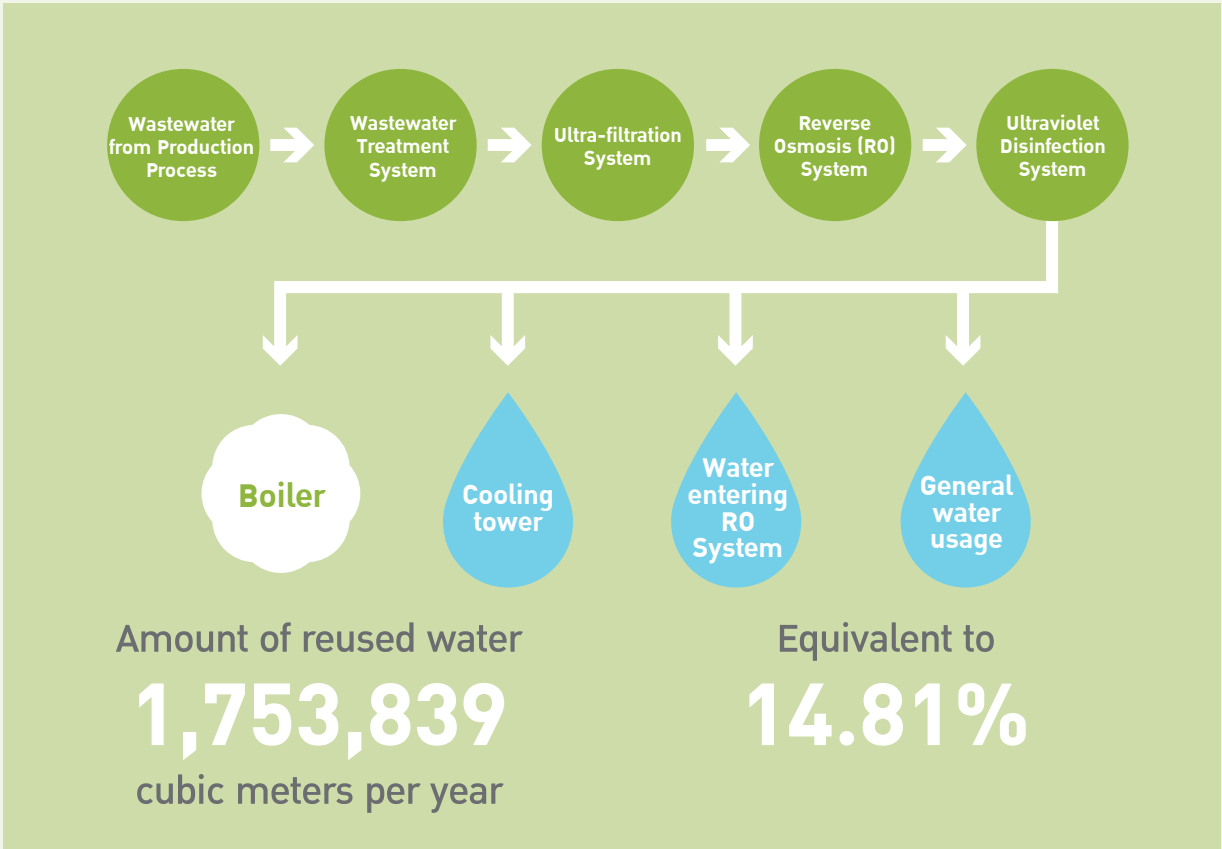 Wastewater
from Production
Process
Wastewater
Treatment
System
Ultra-filtration
System
Reverse
Osmosis (RO)
System
Ultraviolet
Disinfection
System
Boiler
Cooling
tower
Water
entering
RO
System
General
water
usage
Amount of reused water
1,753,839
cubic meters per year
Equivalent to
14.81%